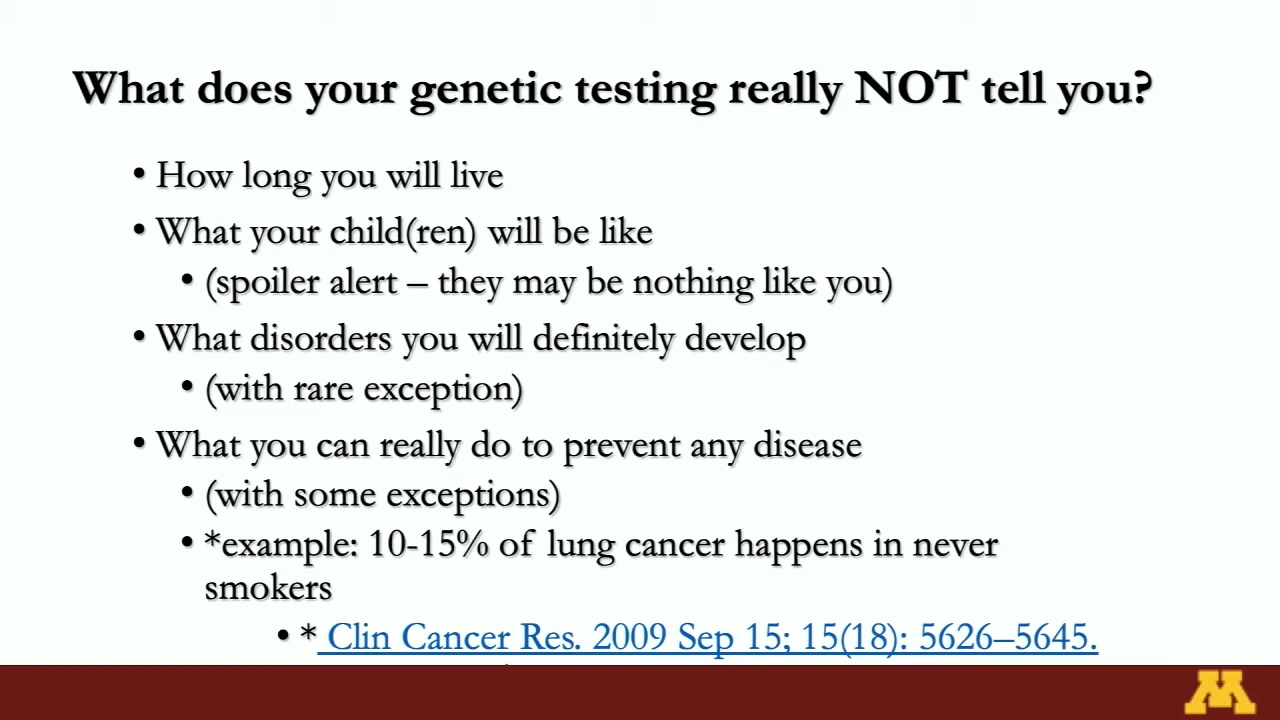 What does your genetic testing really NOT tell you?
• How long you will live
• What your child(ren) will be like
• (spoiler alert – they may be nothing like you)
• What disorders you will definitely develop
• (with rare exception)
• What you can really do to prevent any disease
• (with some exceptions)
• *example: 10-15% of lung cancer happens in never
smokers
• * Clin Cancer Res. 2009 Sep 15; 15(18): 5626–5645.
M